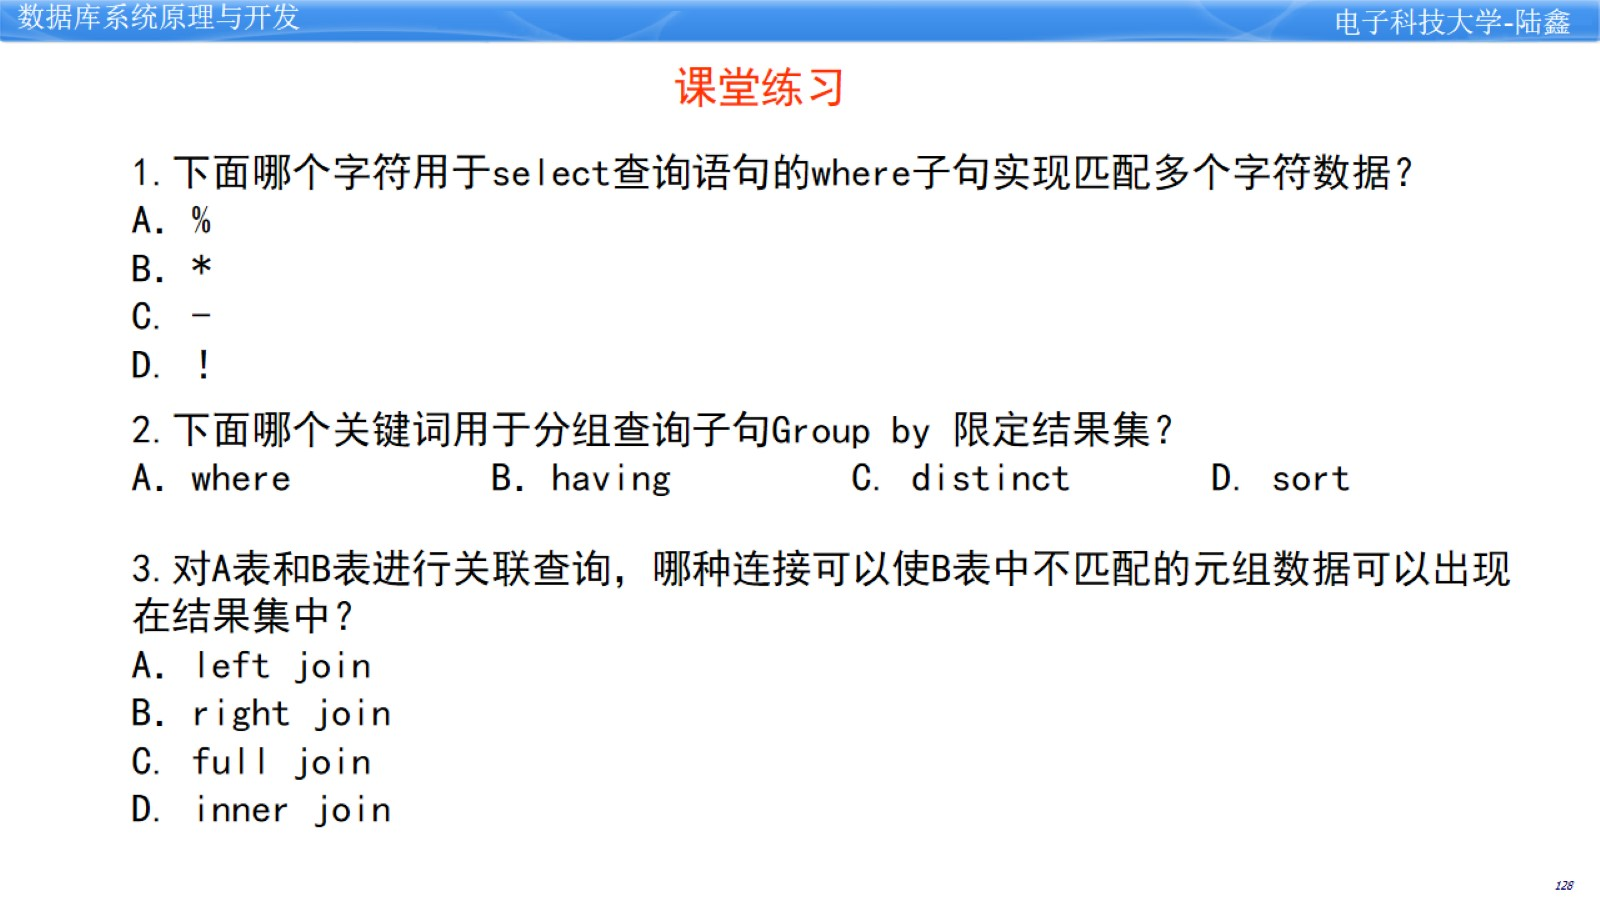 数据库系统原理与开发
电子科技大学-陆鑫
课堂练习
1.下面哪个字符用于select查询语句的where子句实现匹配多个字符数据？
A. %
B. *
C. -
D. !
2.下面哪个关键词用于分组查询子句Group by 限定结果集？
A. where B. having C. distinct D. sort
3.对A表和B表进行关联查询，哪种连接可以使B表中不匹配的元组数据可以出现
在结果集中？
A. left join
B. right join
C. full join
D. inner join
128